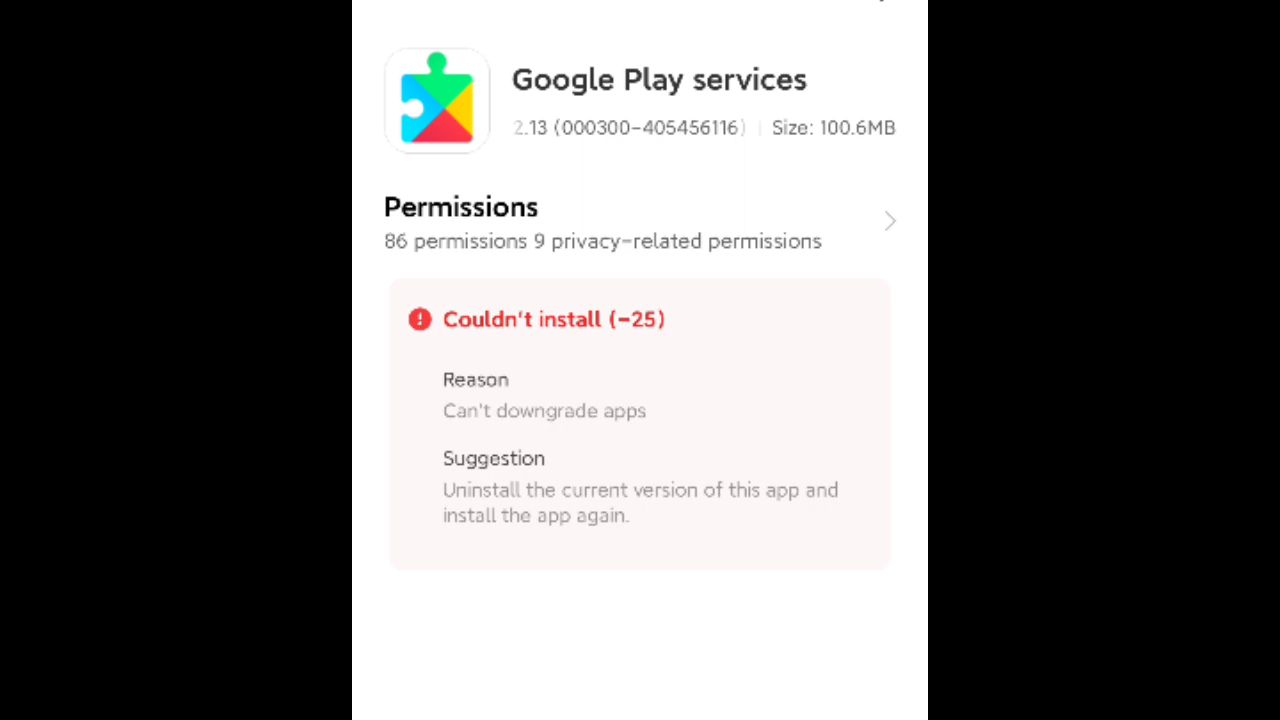 Google Play services
2.13 (000300-405456116) | Size: 100.6MB
Permissions
86 permissions 9 privacy-related permissions
Couldn't install (-25)
Reason
Can't downgrade apps
Suggestion
Uninstall the current version of this app and
install the app again.